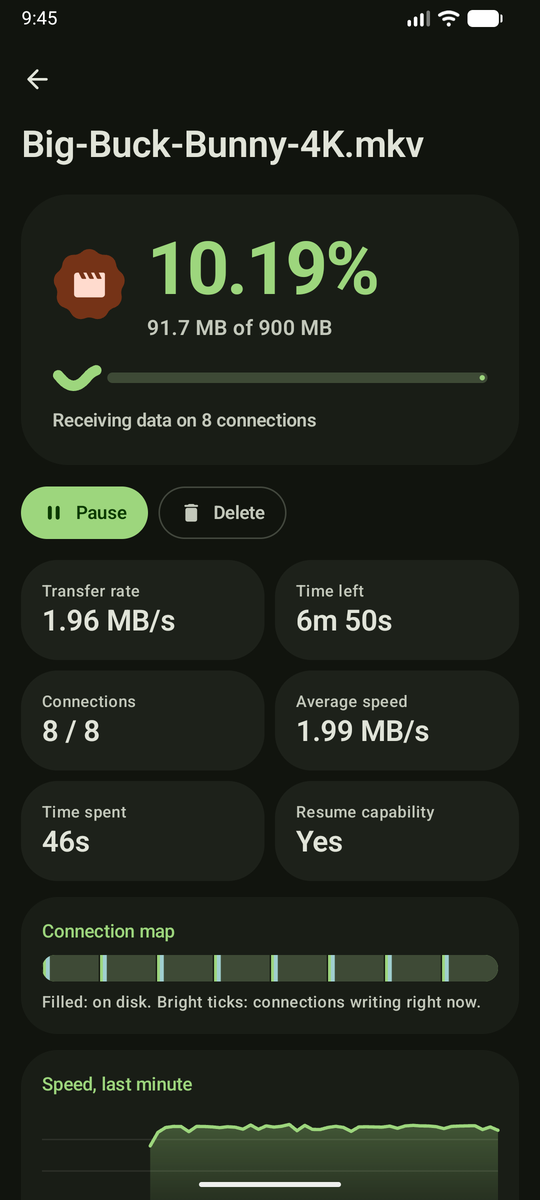 9:45
Big-Buck-Bunny-4K.mkv
10.19%
91.7 MB of 900 MB
Receiving data on 8 connections
Pause
Delete
Transfer rate
1.96 MB/s
Time left
6m 50s
Connections
8 / 8
Average speed
1.99 MB/s
Time spent
46s
Resume capability
Yes
Connection map
Filled: on disk. Bright ticks: connections writing right now.
Speed, last minute